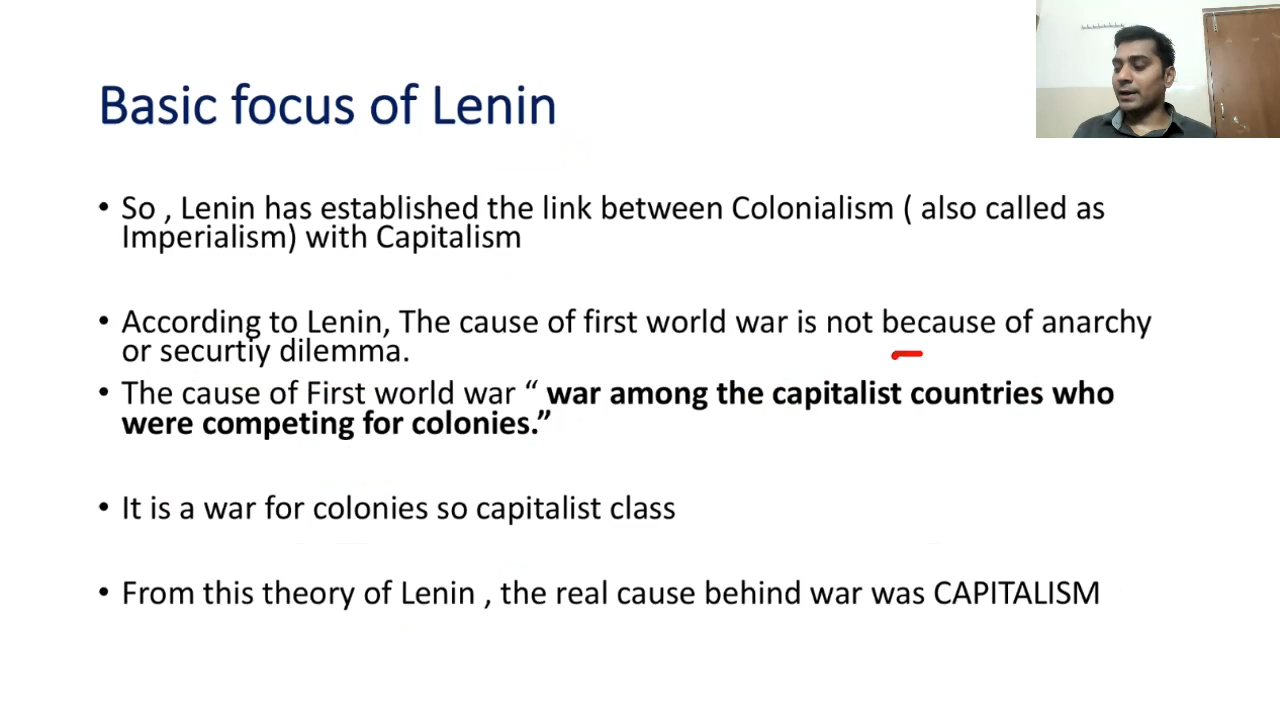 Basic focus of Lenin
• So , Lenin has established the link between Colonialism ( also called as
Imperialism) with Capitalism
• According to Lenin, The cause of first world war is not because of anarchy
or securtiy dilemma.
• The cause of First world war “ war among the capitalist countries who
were competing for colonies.”
• It is a war for colonies so capitalist class
• From this theory of Lenin , the real cause behind war was CAPITALISM